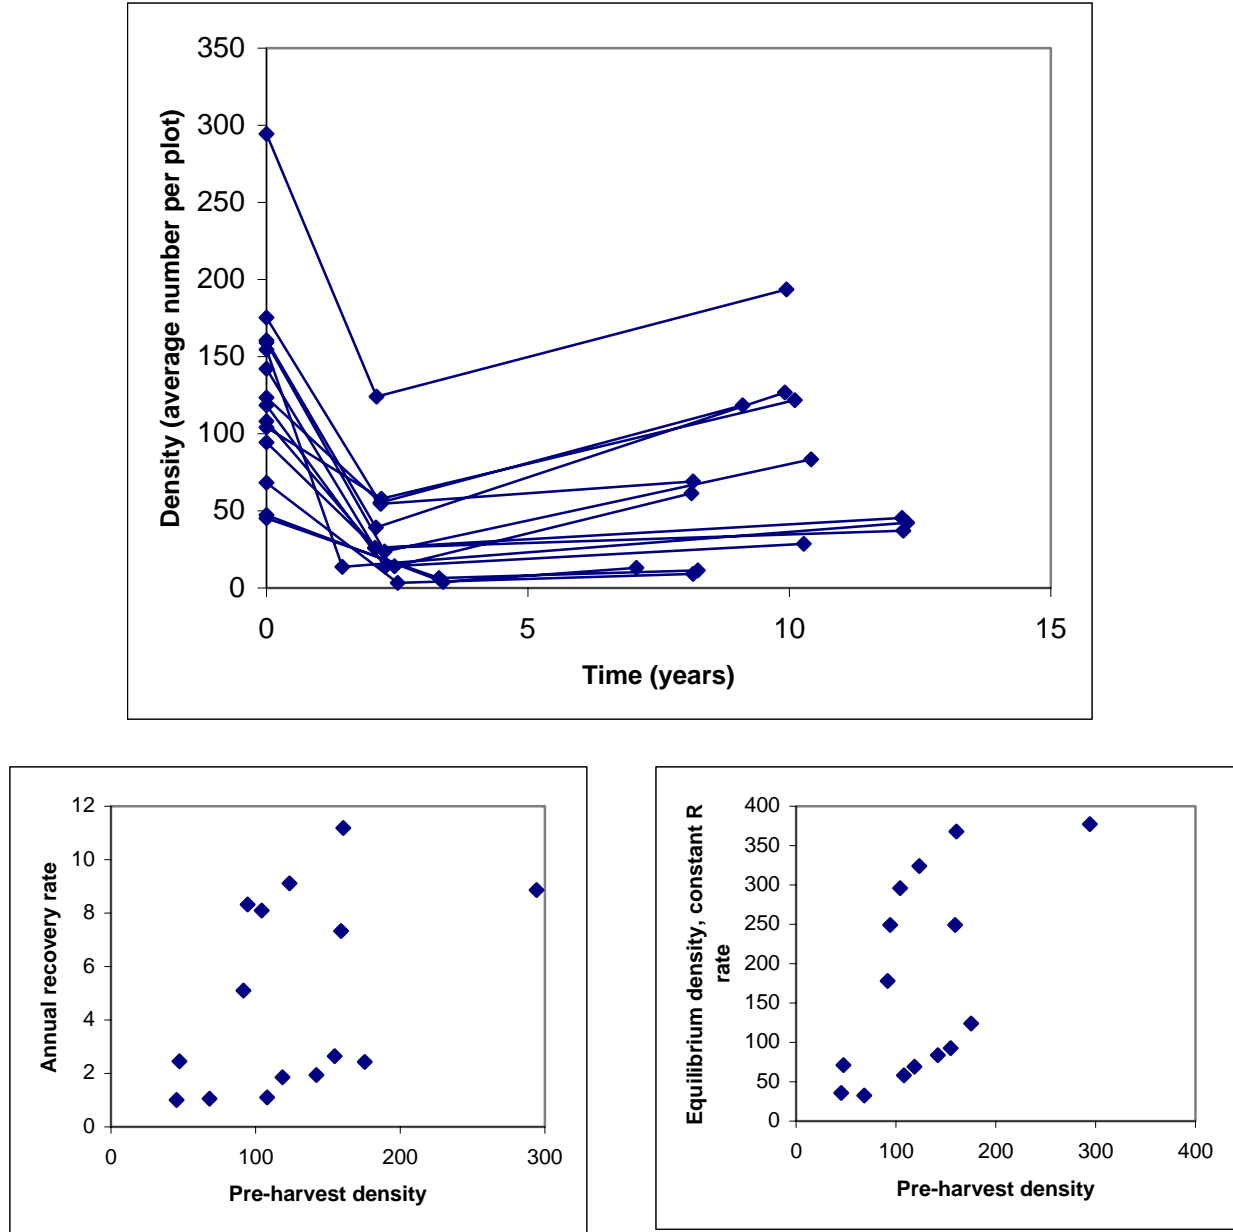 350
300
250
200
150
100
50
0
Density (average number per plot)
0 5 10 15
Time (years)
12
10
8
6
4
2
0
Annual recovery rate
0 100 200 300
Pre-harvest density
400
350
300
250
200
150
100
50
0
Equilibrium density, constant R
rate
0 100 200 300 400
Pre-harvest density